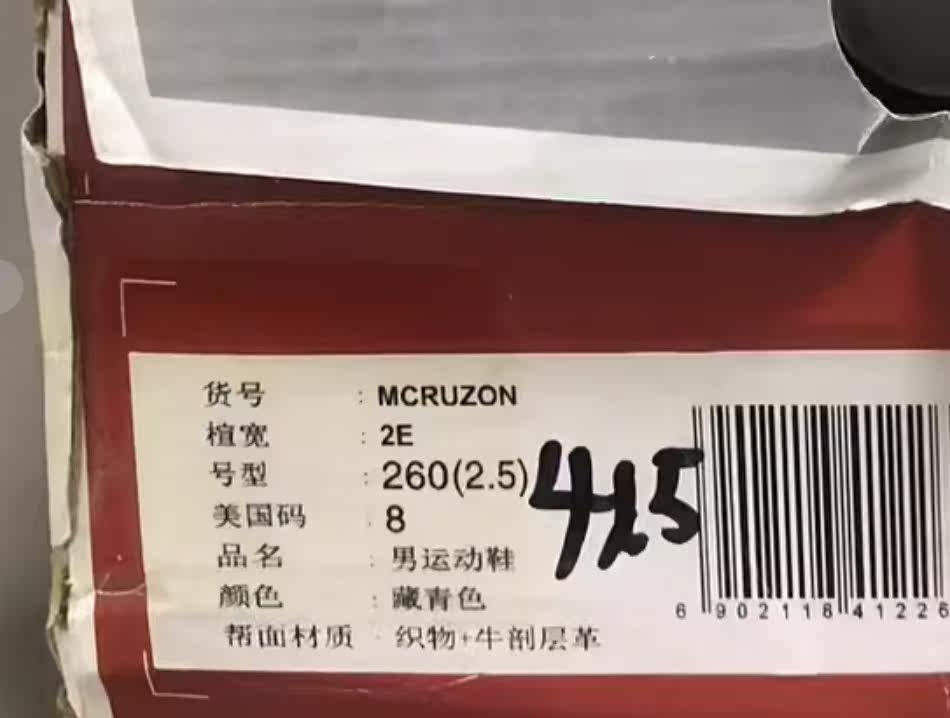 货号 : MCRUZON
楦宽 : 2E
号型 : 260(2.5)
41.5
美国码 : 8
品名 : 男运动鞋
颜色 : 藏青色
帮面材质 : 织物+牛剖层革
6 902118 41226